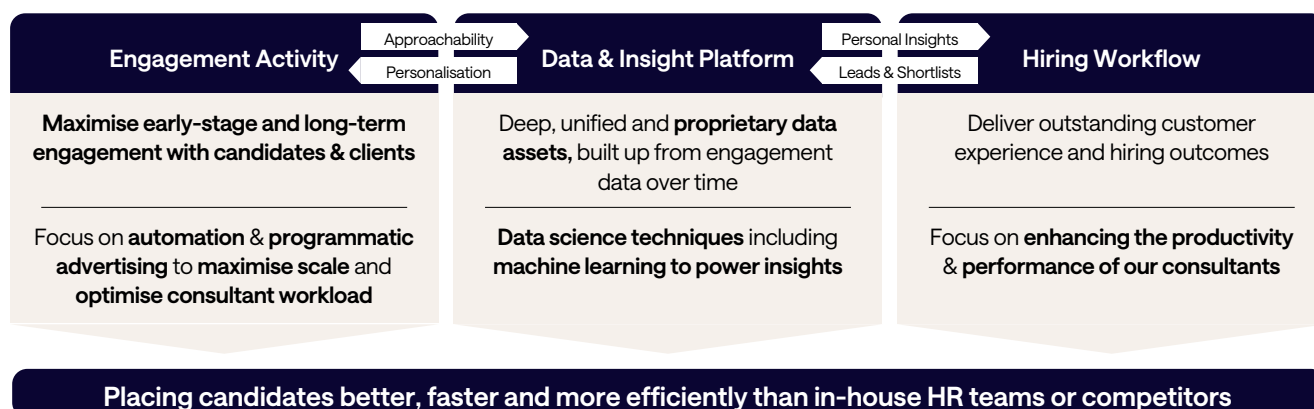 Engagement Activity
Approachability
Personalisation
Data & Insight Platform
Personal Insights
Leads & Shortlists
Hiring Workflow
Maximise early-stage and long-term
engagement with candidates & clients
Focus on automation & programmatic
advertising to maximise scale and
optimise consultant workload
Deep, unified and proprietary data
assets, built up from engagement
data over time
Data science techniques including
machine learning to power insights
Deliver outstanding customer
experience and hiring outcomes
Focus on enhancing the productivity
& performance of our consultants
Placing candidates better, faster and more efficiently than in-house HR teams or competitors